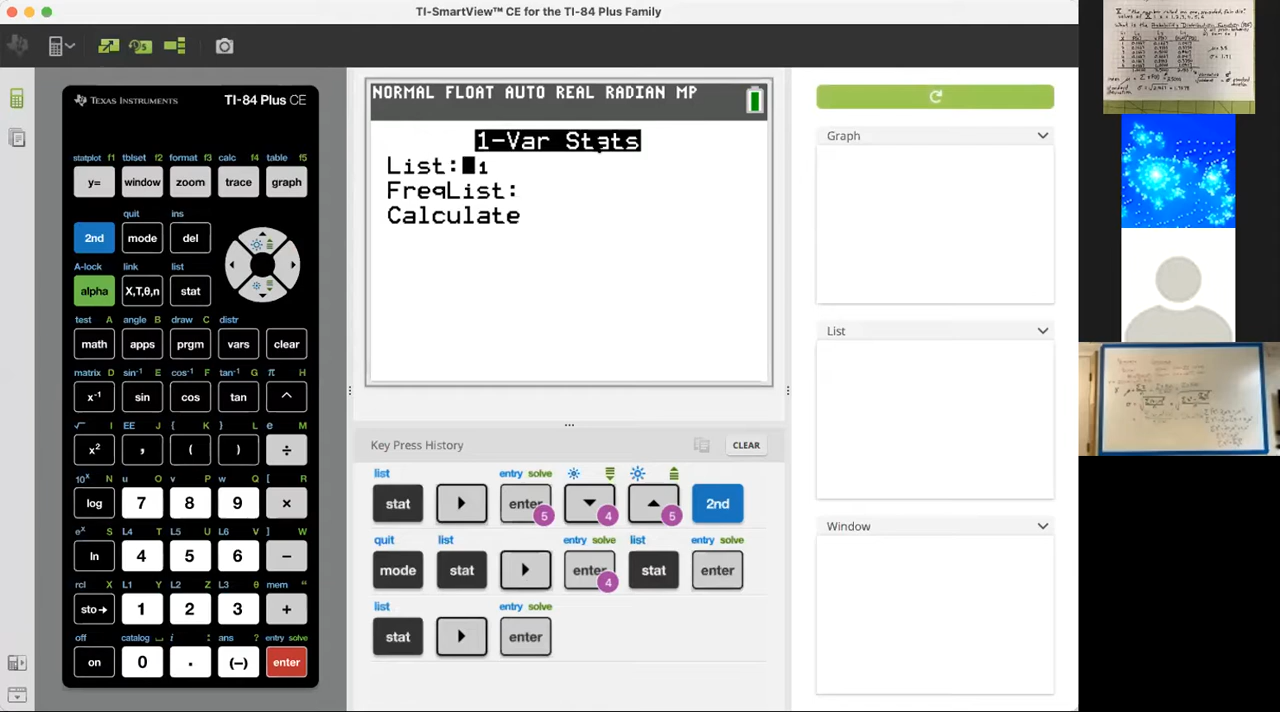 TI-SmartView™ CE for the TI-84 Plus Family
TEXAS INSTRUMENTS TI-84 Plus CE
statplot f1 tblset f2 format f3 calc f4 table f5
y= window zoom trace graph
quit ins
2nd mode del
A-lock link list
alpha X,T,θ,n stat
test A angle B draw C distr
math apps prgm vars clear
matrix D sin⁻¹ E cos⁻¹ F tan⁻¹ G π H
x⁻¹ sin cos tan ^
√ I EE J { K } L e M
x² , ( ) ÷
10ˣ N u O v P w Q [ R
log 7 8 9 ×
eˣ S L4 T L5 U L6 V ] W
ln 4 5 6 −
rcl X L1 Y L2 Z L3 θ mem "
sto→ 1 2 3 +
off catalog i : ans ? entry solve
on 0 . (−) enter
NORMAL FLOAT AUTO REAL RADIAN MP
1-Var Stats
List: 1
FreqList:
Calculate
Key Press History
CLEAR
list entry solve
stat enter 5 4 5 2nd
quit list entry solve list entry solve
mode stat enter 4 stat enter
list entry solve
stat enter
Graph
List
Window